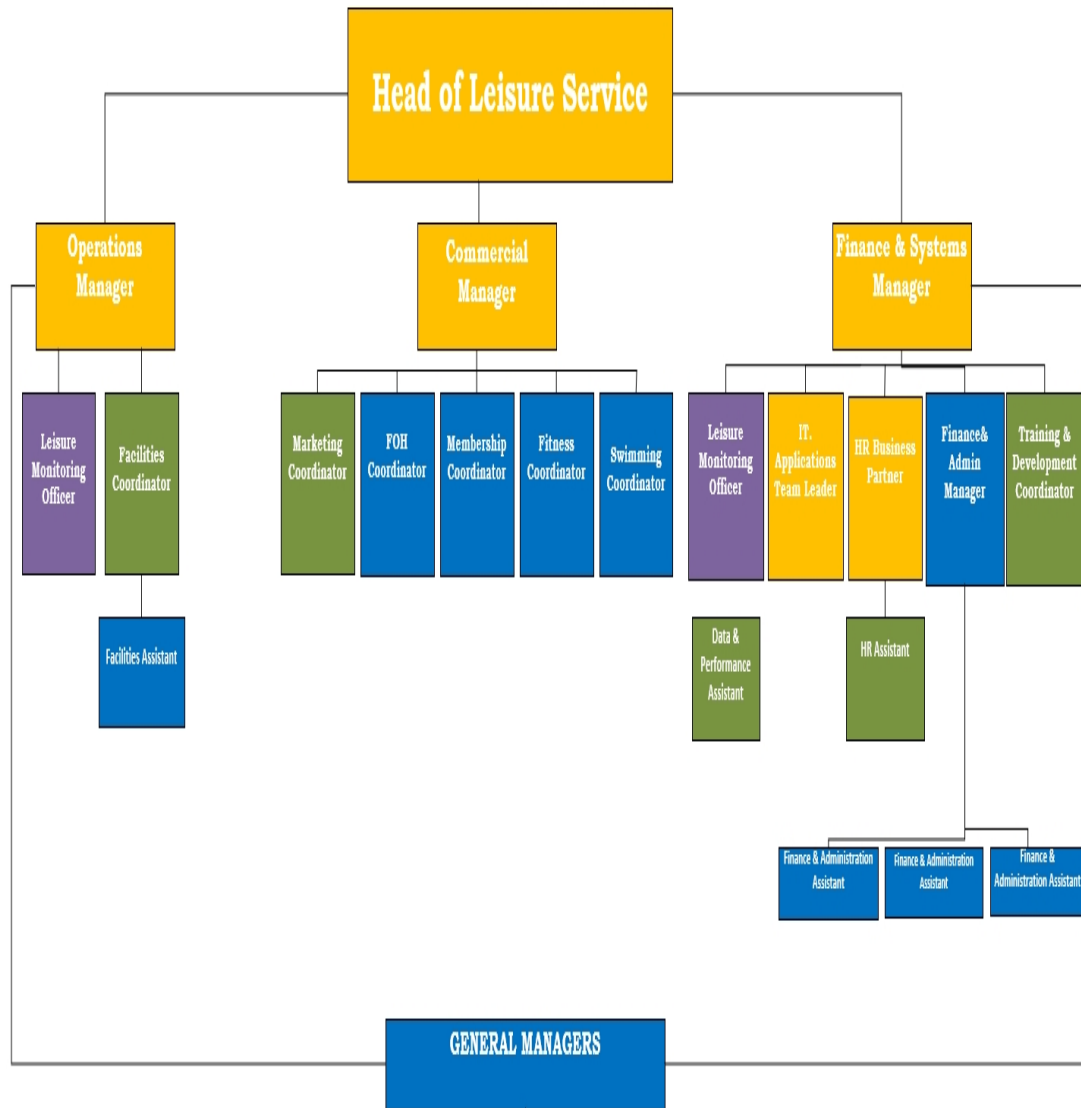 Head of Leisure Service
Operations
Manager
Commercial
Manager
Finance & Systems
Manager
Leisure
Monitoring
Officer
Facilities
Coordinator
Marketing
Coordinator
FOH
Coordinator
Membership
Coordinator
Fitness
Coordinator
Swimming
Coordinator
Leisure
Monitoring
Officer
IT.
Applications
Team Leader
HR Business
Partner
Finance&
Admin
Manager
Training &
Development
Coordinator
Facilities Assistant
Data &
Performance
Assistant
HR Assistant
Finance & Administration
Assistant
Finance & Administration
Assistant
Finance &
Administration Assistant
GENERAL MANAGERS